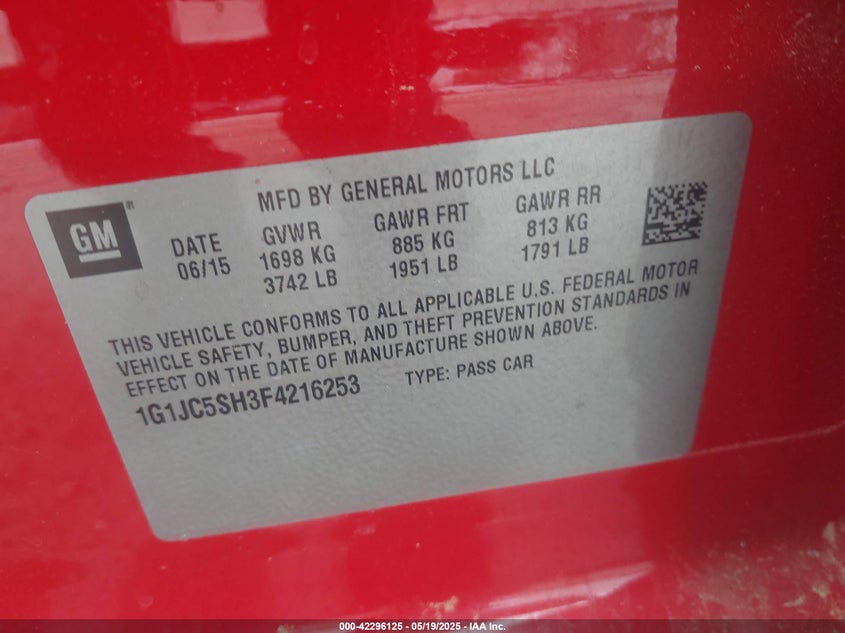 MFD BY GENERAL MOTORS LLC
GM®
DATE GVWR GAWR FRT GAWR RR
06/15 1698 KG 885 KG 813 KG
3742 LB 1951 LB 1791 LB
THIS VEHICLE CONFORMS TO ALL APPLICABLE U.S. FEDERAL MOTOR
VEHICLE SAFETY, BUMPER, AND THEFT PREVENTION STANDARDS IN
EFFECT ON THE DATE OF MANUFACTURE SHOWN ABOVE.
1G1JC5SH3F4216253 TYPE: PASS CAR
000-42296125 - 05/19/2025 - IAA Inc.